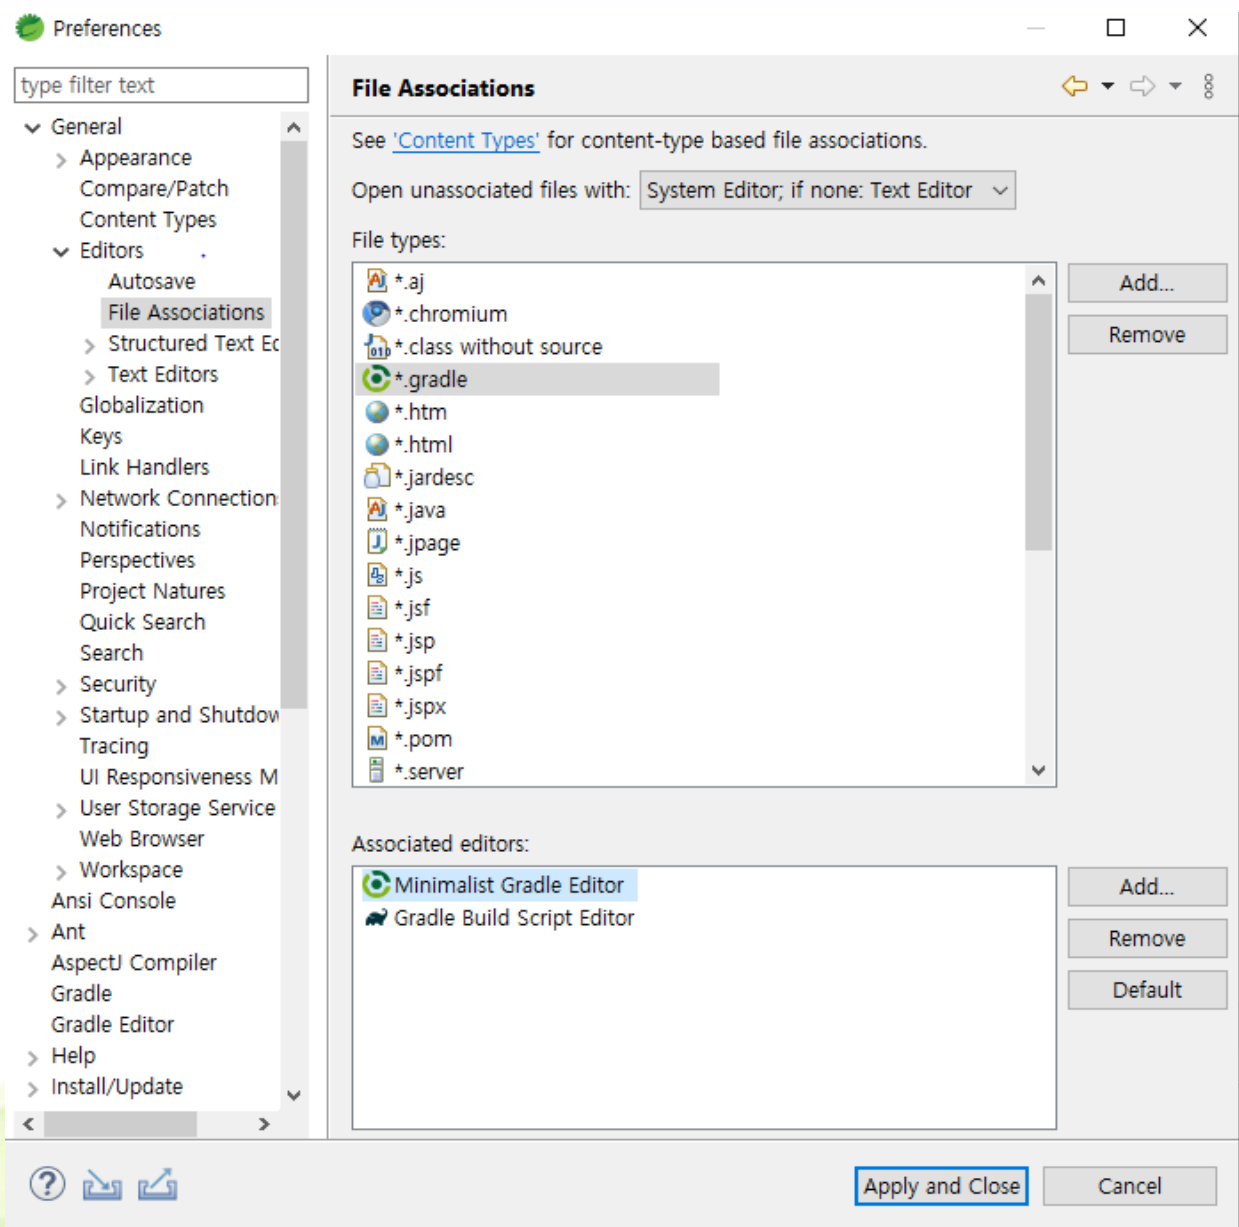 Preferences
type filter text
General
Appearance
Compare/Patch
Content Types
Editors
Autosave
File Associations
Structured Text Ec
Text Editors
Globalization
Keys
Link Handlers
Network Connection
Notifications
Perspectives
Project Natures
Quick Search
Search
Security
Startup and Shutdow
Tracing
UI Responsiveness M
User Storage Service
Web Browser
Workspace
Ansi Console
Ant
AspectJ Compiler
Gradle
Gradle Editor
Help
Install/Update
File Associations
See 'Content Types' for content-type based file associations.
Open unassociated files with: System Editor; if none: Text Editor
File types:
*.aj
*.chromium
*.class without source
*.gradle
*.htm
*.html
*.jardesc
*.java
*.jpage
*.js
*.jsf
*.jsp
*.jspf
*.jspx
*.pom
*.server
Add...
Remove
Associated editors:
Minimalist Gradle Editor
Gradle Build Script Editor
Add...
Remove
Default
Apply and Close
Cancel